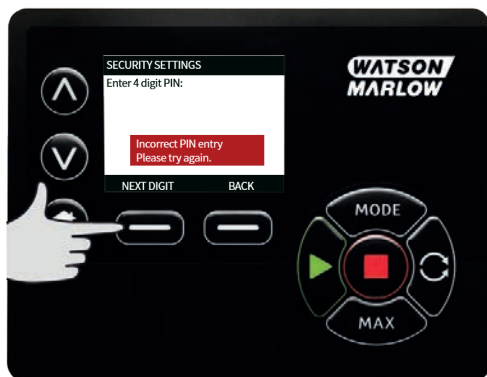 SECURITY SETTINGS
Enter 4 digit PIN:
Incorrect PIN entry
Please try again.
NEXT DIGIT BACK
WATSON
MARLOW
MODE
MAX